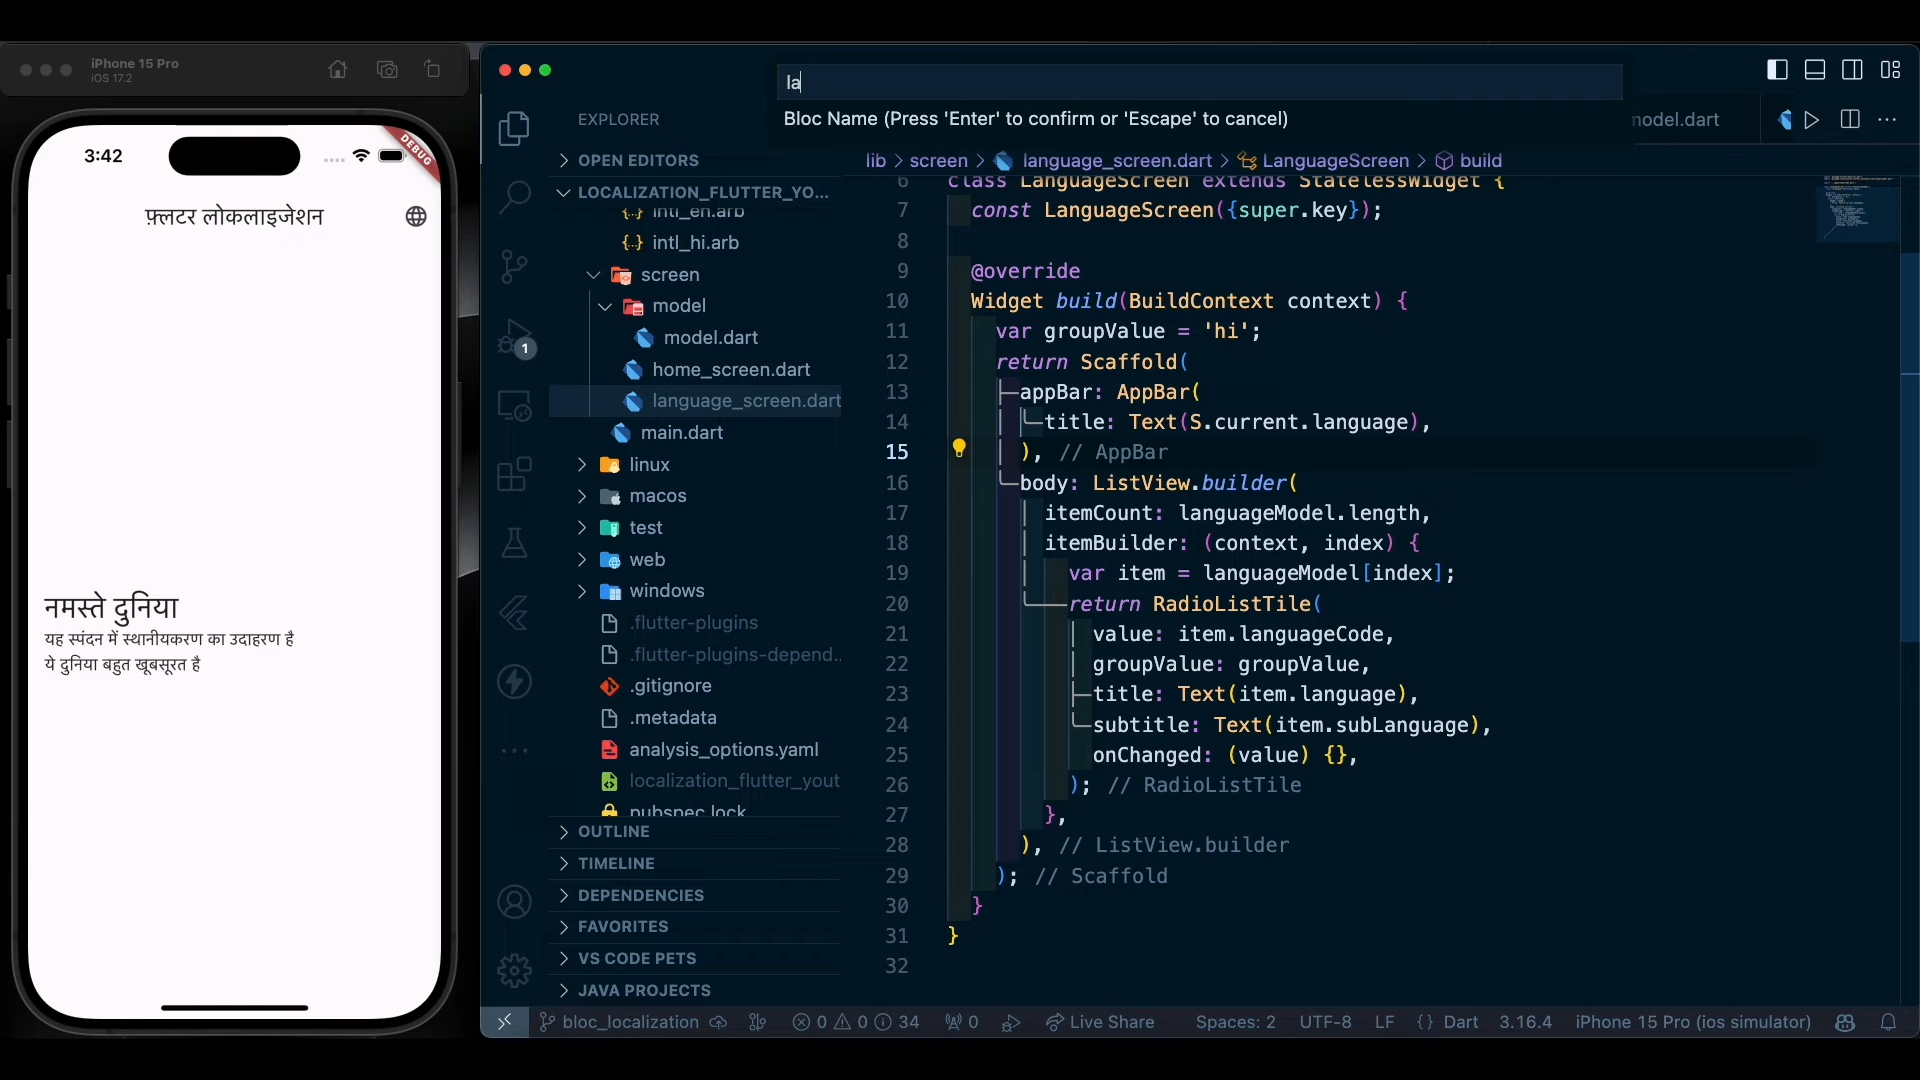 iPhone 15 Pro
iOS 17.2
3:42
DEBUG
फ़्लटर लोकलाइजेशन
नमस्ते दुनिया
यह स्पंदन में स्थानीयकरण का उदाहरण है
ये दुनिया बहुत खूबसूरत है
la
Bloc Name (Press 'Enter' to confirm or 'Escape' to cancel)
model.dart
1
EXPLORER
OPEN EDITORS
LOCALIZATION_FLUTTER_YO...
intl_en.arb
intl_hi.arb
screen
model
model.dart
home_screen.dart
language_screen.dart
main.dart
linux
macos
test
web
windows
.flutter-plugins
.flutter-plugins-depend..
.gitignore
.metadata
analysis_options.yaml
localization_flutter_yout
pubspec.lock
OUTLINE
TIMELINE
DEPENDENCIES
FAVORITES
VS CODE PETS
JAVA PROJECTS
lib > screen > language_screen.dart > LanguageScreen > build
6 class LanguageScreen extends StatelessWidget {
7 const LanguageScreen({super.key});
8
9 @override
10 Widget build(BuildContext context) {
11 var groupValue = 'hi';
12 return Scaffold(
13 appBar: AppBar(
14 title: Text(S.current.language),
15 ), // AppBar
16 body: ListView.builder(
17 itemCount: languageModel.length,
18 itemBuilder: (context, index) {
19 var item = languageModel[index];
20 return RadioListTile(
21 value: item.languageCode,
22 groupValue: groupValue,
23 title: Text(item.language),
24 subtitle: Text(item.subLanguage),
25 onChanged: (value) {},
26 ); // RadioListTile
27 },
28 ), // ListView.builder
29 ); // Scaffold
30 }
31 }
32
bloc_localization 0 0 34 0 Live Share Spaces: 2 UTF-8 LF {} Dart 3.16.4 iPhone 15 Pro (ios simulator)